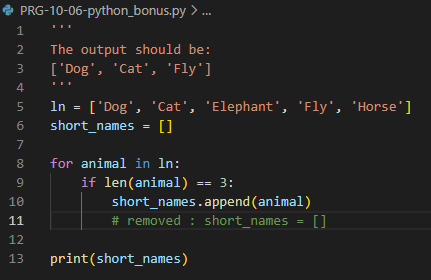 PRG-10-06-python_bonus.py > ...
1 '''
2 The output should be:
3 ['Dog', 'Cat', 'Fly']
4 '''
5 ln = ['Dog', 'Cat', 'Elephant', 'Fly', 'Horse']
6 short_names = []
7
8 for animal in ln:
9     if len(animal) == 3:
10         short_names.append(animal)
11         # removed : short_names = []
12
13 print(short_names)